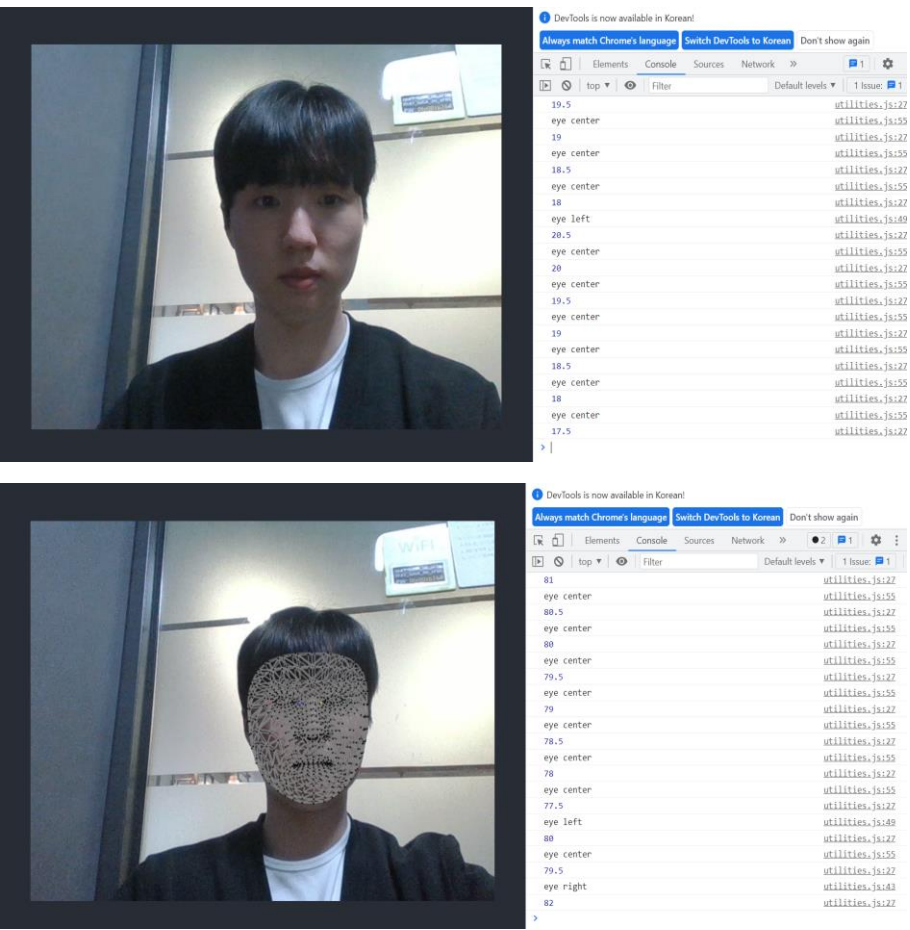 DevTools is now available in Korean!
Always match Chrome's language Switch DevTools to Korean Don't show again
Elements Console Sources Network » 1
top ▼ Filter Default levels ▼ 1 Issue: 1
19.5 utilities.js:27
eye center utilities.js:55
19 utilities.js:27
eye center utilities.js:55
18.5 utilities.js:27
eye center utilities.js:55
18 utilities.js:27
eye left utilities.js:49
20.5 utilities.js:27
eye center utilities.js:55
20 utilities.js:27
eye center utilities.js:55
19.5 utilities.js:27
eye center utilities.js:55
19 utilities.js:27
eye center utilities.js:55
18.5 utilities.js:27
eye center utilities.js:55
18 utilities.js:27
eye center utilities.js:55
17.5 utilities.js:27
>
DevTools is now available in Korean!
Always match Chrome's language Switch DevTools to Korean Don't show again
Elements Console Sources Network » 2 1
top ▼ Filter Default levels ▼ 1 Issue: 1
WiFi
81 utilities.js:27
eye center utilities.js:55
80.5 utilities.js:27
eye center utilities.js:55
80 utilities.js:27
eye center utilities.js:55
79.5 utilities.js:27
eye center utilities.js:55
79 utilities.js:27
eye center utilities.js:55
78.5 utilities.js:27
eye center utilities.js:55
78 utilities.js:27
eye center utilities.js:55
77.5 utilities.js:27
eye left utilities.js:49
80 utilities.js:27
eye center utilities.js:55
79.5 utilities.js:27
eye right utilities.js:43
82 utilities.js:27
>